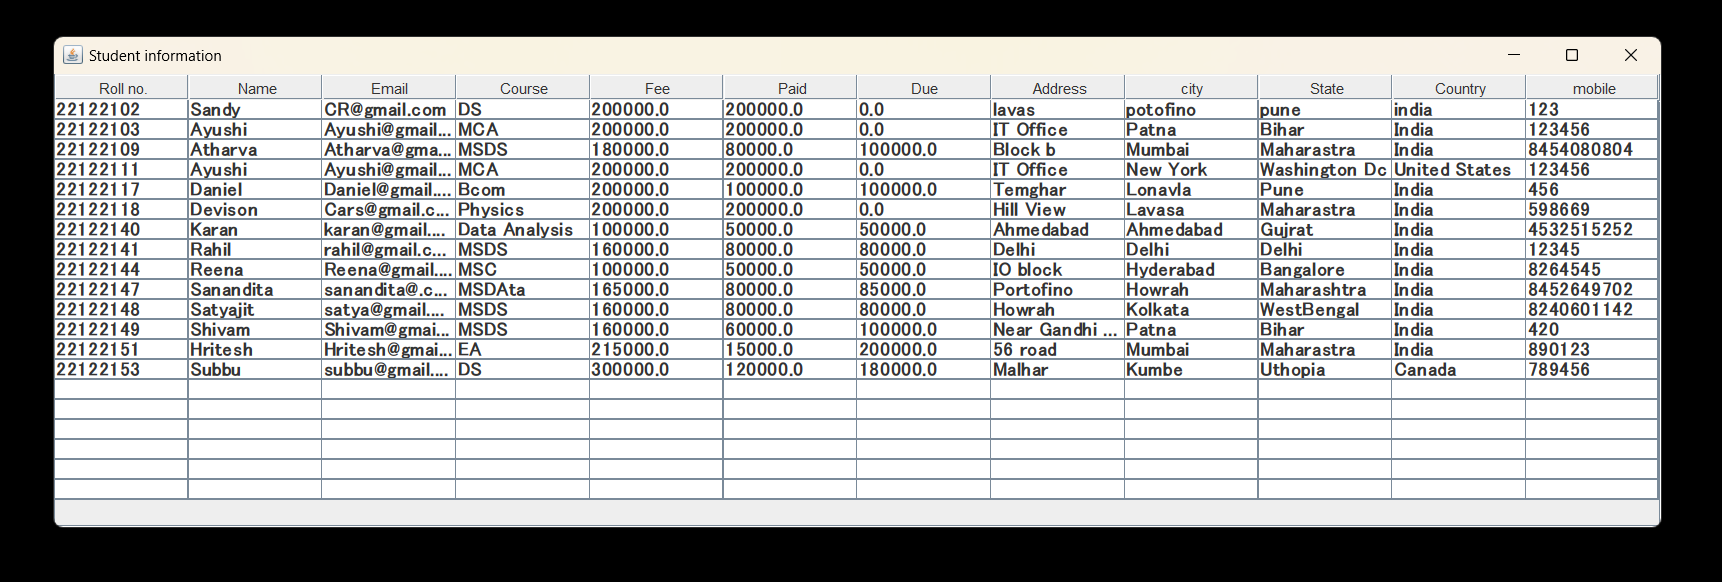 Student information
Roll no. Name Email Course Fee Paid Due Address city State Country mobile
22122102 Sandy CR@gmail.com DS 200000.0 200000.0 0.0 lavas potofino pune india 123
22122103 Ayushi Ayushi@gmail... MCA 200000.0 200000.0 0.0 IT Office Patna Bihar India 123456
22122109 Atharva Atharva@gma... MSDS 180000.0 80000.0 100000.0 Block b Mumbai Maharastra India 8454080804
22122111 Ayushi Ayushi@gmail... MCA 200000.0 200000.0 0.0 IT Office New York Washington Dc United States 123456
22122117 Daniel Daniel@gmail.... Bcom 200000.0 100000.0 100000.0 Temghar Lonavla Pune India 456
22122118 Devison Cars@gmail.c... Physics 200000.0 200000.0 0.0 Hill View Lavasa Maharastra India 598669
22122140 Karan karan@gmail.... Data Analysis 100000.0 50000.0 50000.0 Ahmedabad Ahmedabad Gujrat India 4532515252
22122141 Rahil rahil@gmail.c... MSDS 160000.0 80000.0 80000.0 Delhi Delhi Delhi India 12345
22122144 Reena Reena@gmail.... MSC 100000.0 50000.0 50000.0 IO block Hyderabad Bangalore India 8264545
22122147 Sanandita sanandita@.c... MSDAta 165000.0 80000.0 85000.0 Portofino Howrah Maharashtra India 8452649702
22122148 Satyajit satya@gmail.... MSDS 160000.0 80000.0 80000.0 Howrah Kolkata WestBengal India 8240601142
22122149 Shivam Shivam@gmai... MSDS 160000.0 60000.0 100000.0 Near Gandhi ... Patna Bihar India 420
22122151 Hritesh Hritesh@gmai... EA 215000.0 15000.0 200000.0 56 road Mumbai Maharastra India 890123
22122153 Subbu subbu@gmail.... DS 300000.0 120000.0 180000.0 Malhar Kumbe Uthopia Canada 789456